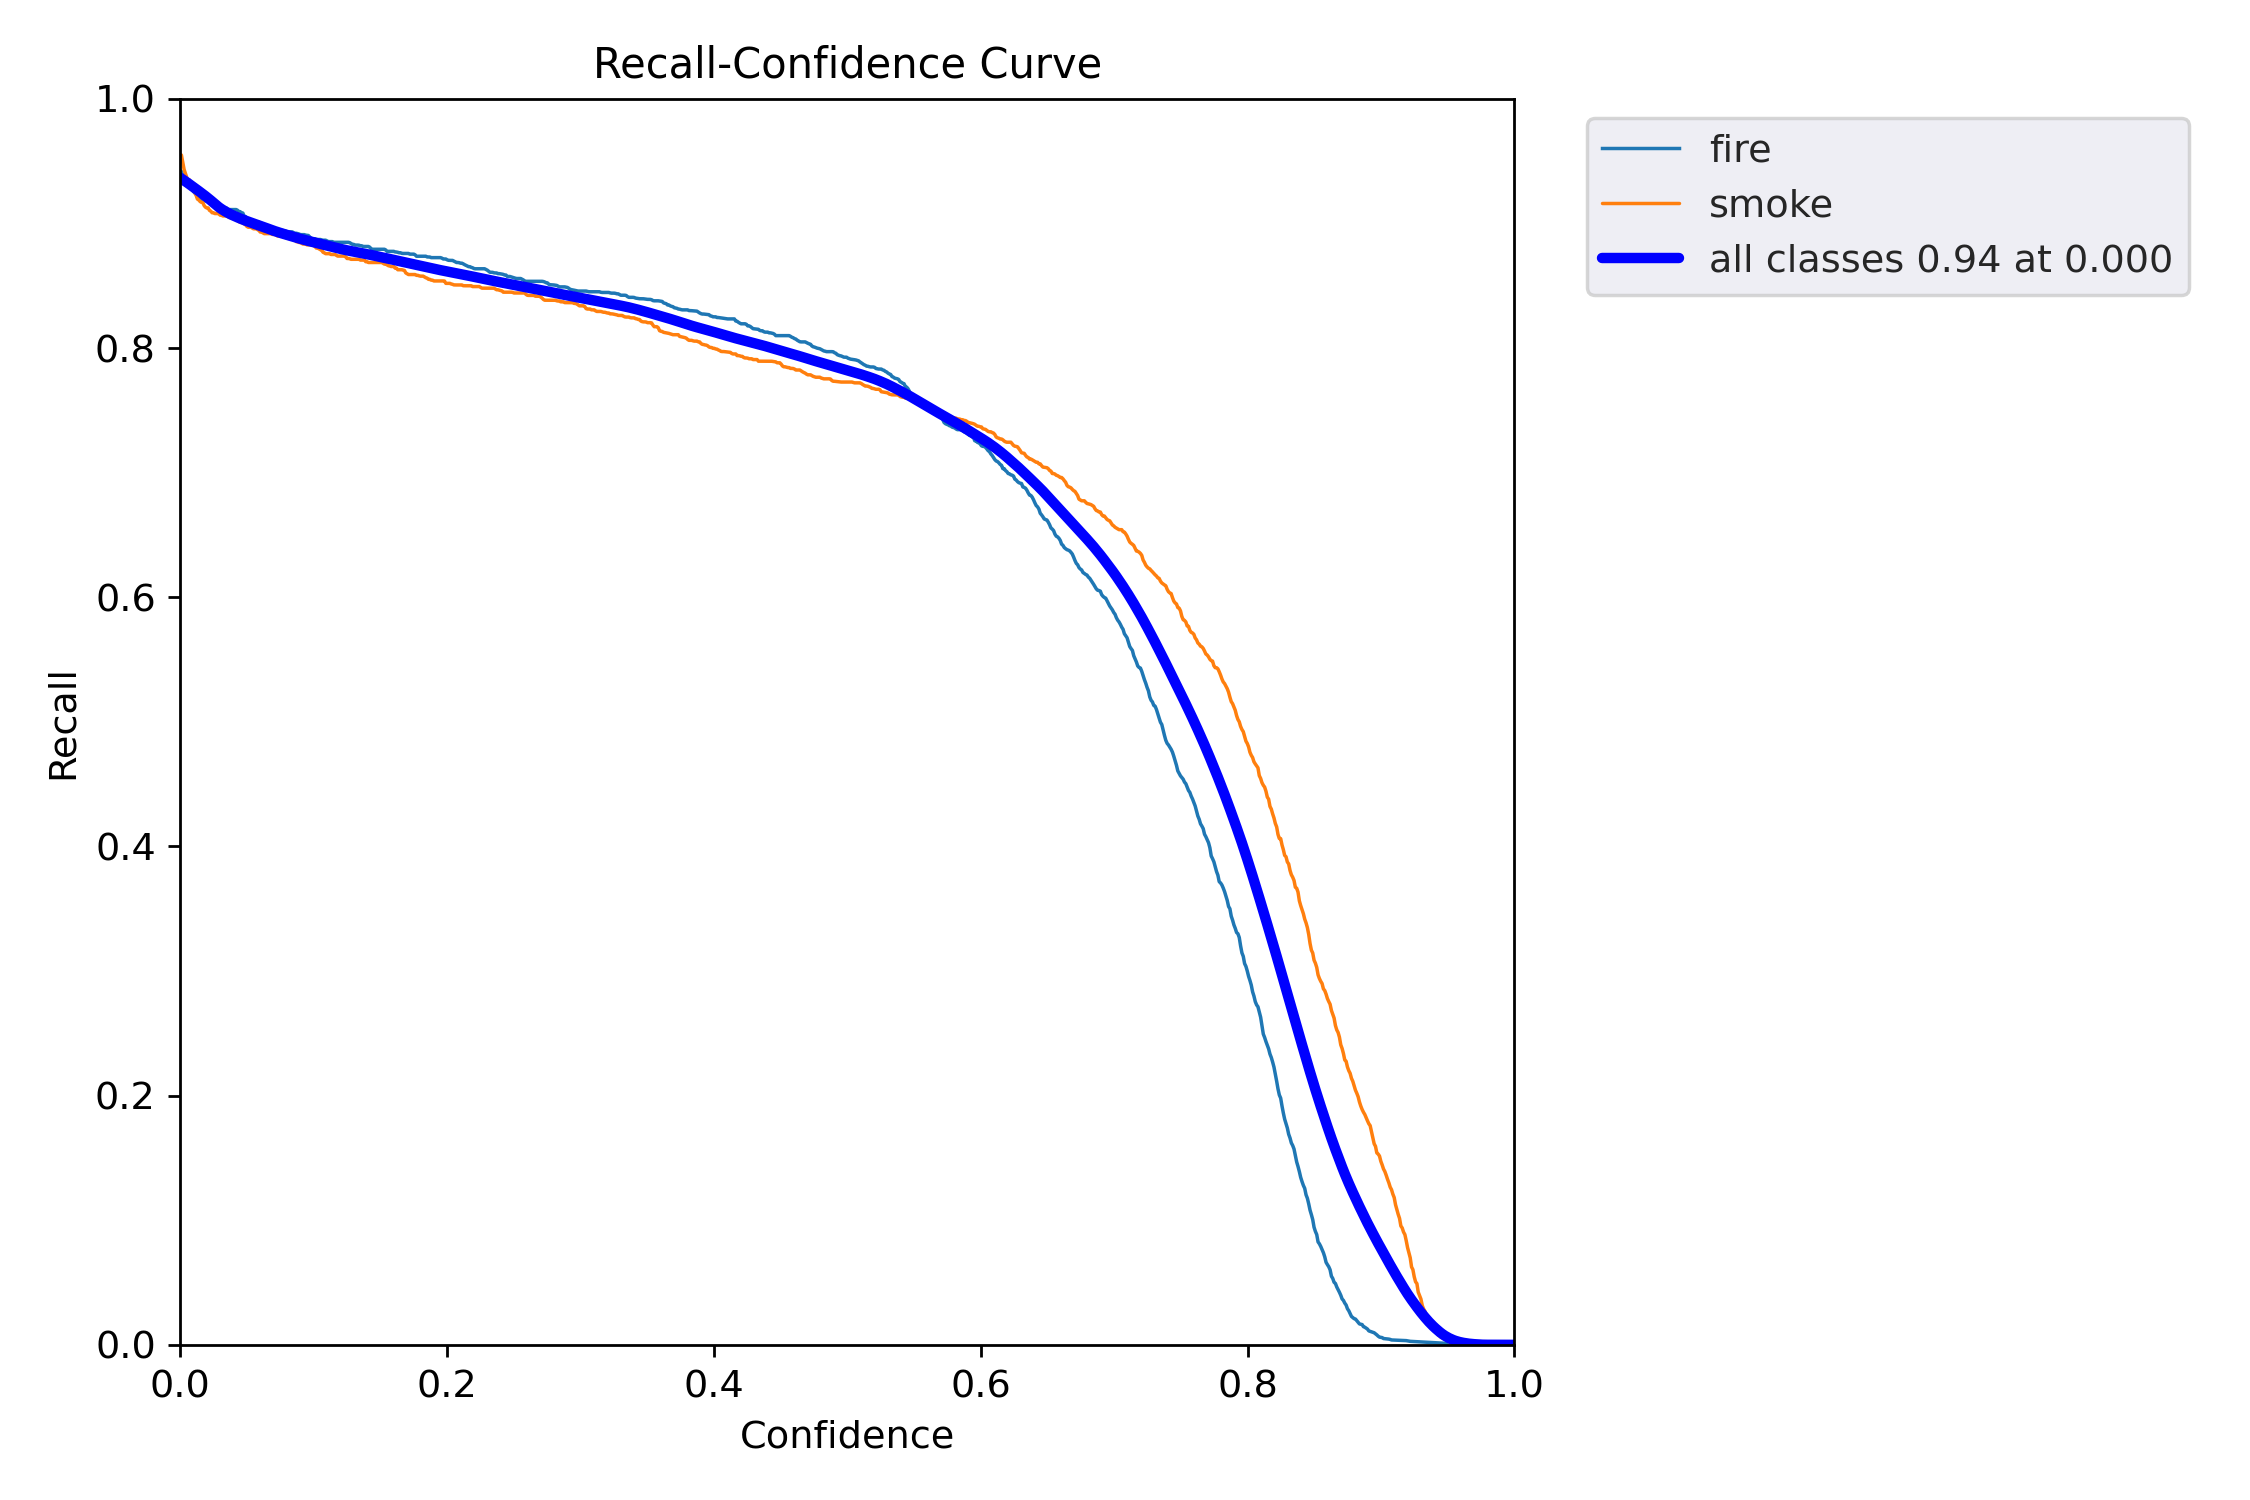 Recall-Confidence Curve
1.0
0.8
0.6
0.4
0.2
0.0
Recall
0.0 0.2 0.4 0.6 0.8 1.0
Confidence
fire
smoke
all classes 0.94 at 0.000